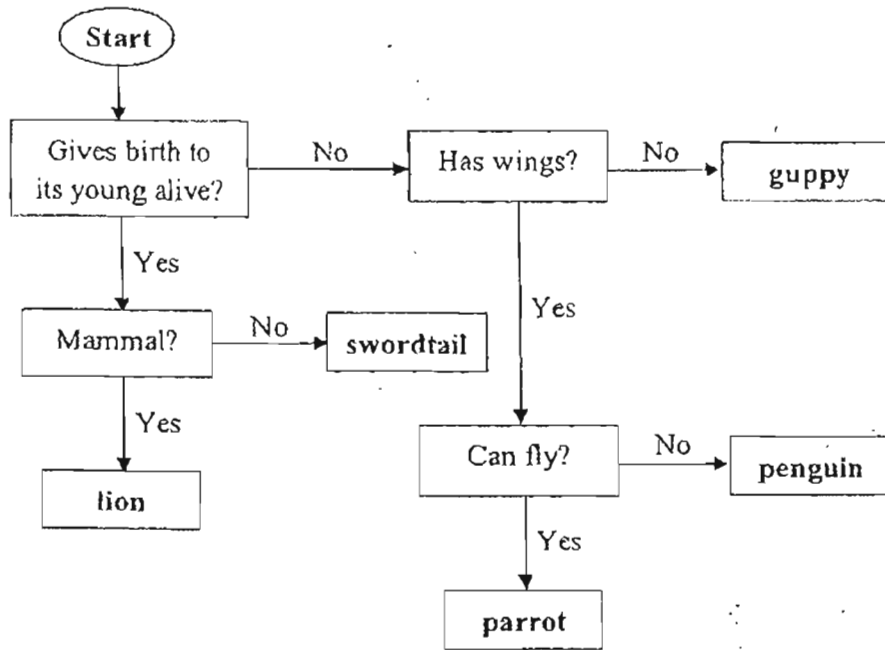 Start
Gives birth to
its young alive?
No
Has wings?
No
guppy
Yes
Yes
Mammal?
No
swordtail
Yes
lion
Can fly?
No
penguin
Yes
parrot